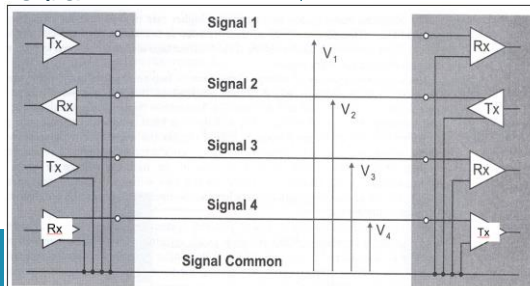 Signal 1
Tx
Rx
V1
Signal 2
Rx
Tx
V2
Signal 3
Tx
Rx
V3
Signal 4
Rx
Tx
V4
Signal Common